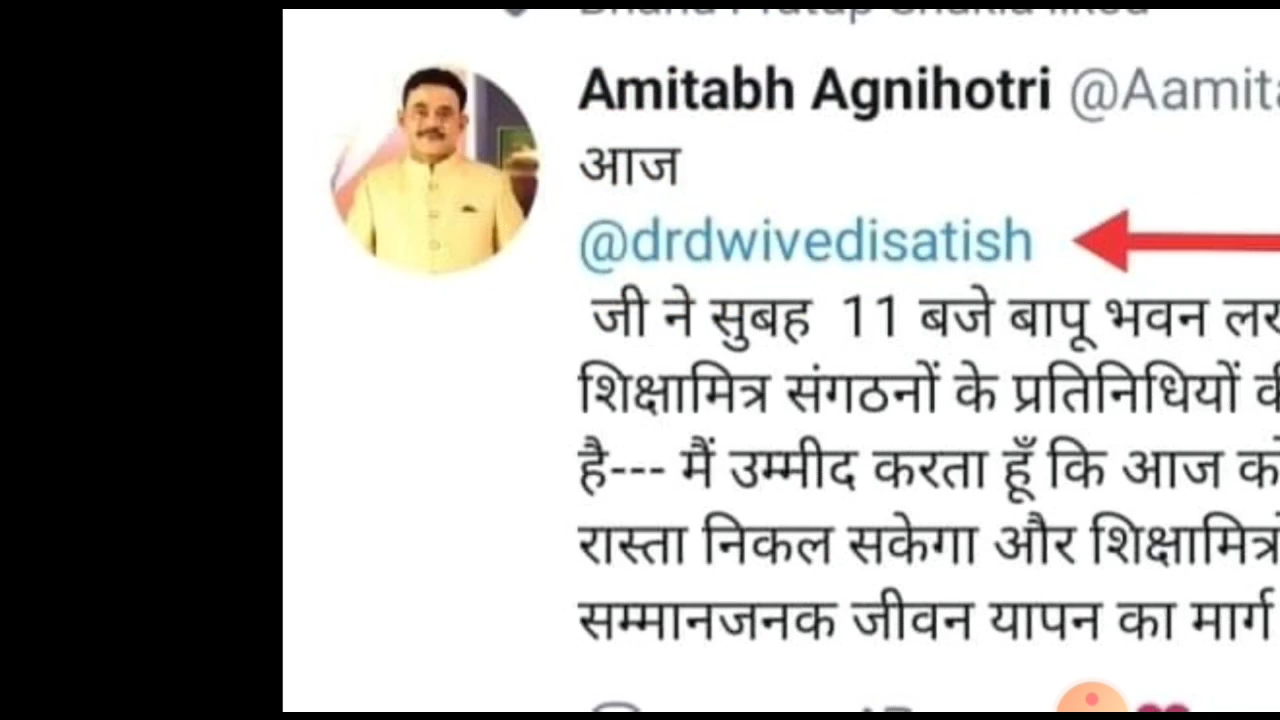 Amitabh Agnihotri @Aamita
आज
@drdwivedisatish
जी ने सुबह 11 बजे बापू भवन
शिक्षामित्र संगठनों के प्रतिनिधियों
है--- मैं उम्मीद करता हूँ कि आज
रास्ता निकल सकेगा और शिक्षामित्रो
सम्मानजनक जीवन यापन का मार्ग